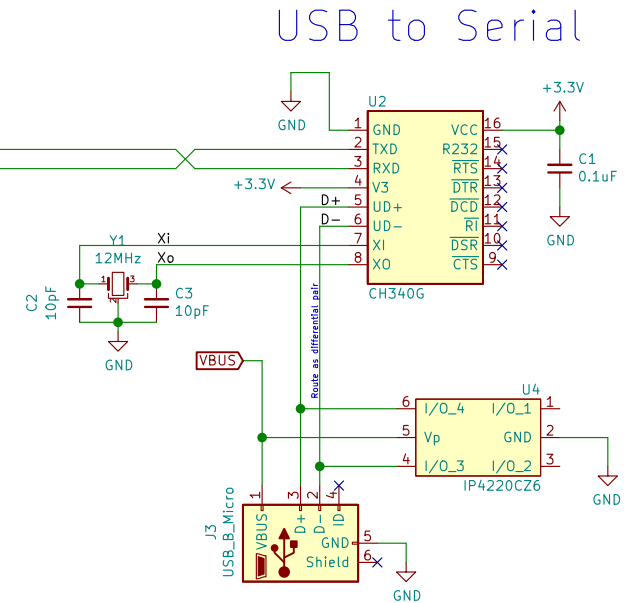 USB to Serial
+3.3V
U2
GND
1 GND VCC 16
2 TXD R232 15
3 RXD RTS 14
+3.3V 4 V3 DTR 13
D+ 5 UD+ DCD 12
D- 6 UD- RI 11
Xi 7 XI DSR 10
Xo 8 XO CTS 9
CH340G
C1
0.1uF
GND
Y1
12MHz
1 3
2
C2
10pF
C3
10pF
GND
Route as differential pair
VBUS
U4
6 I/O_4 I/O_1 1
5 Vp GND 2
4 I/O_3 I/O_2 3
IP4220CZ6
GND
J3
USB_B_Micro
1 3 2 4
VBUS D+ D- ID
GND 5
Shield 6
GND